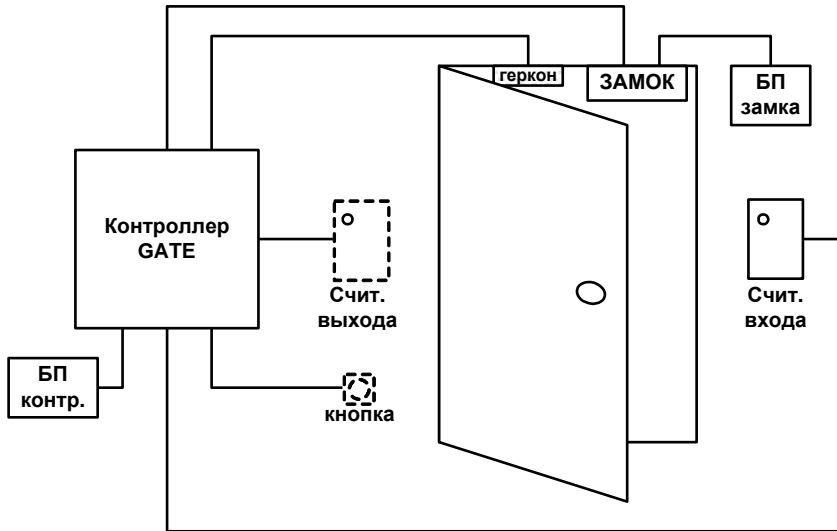 геркон
ЗАМОК
БП
замка
Контроллер
GATE
Счит.
выхода
Счит.
входа
БП
контр.
кнопка